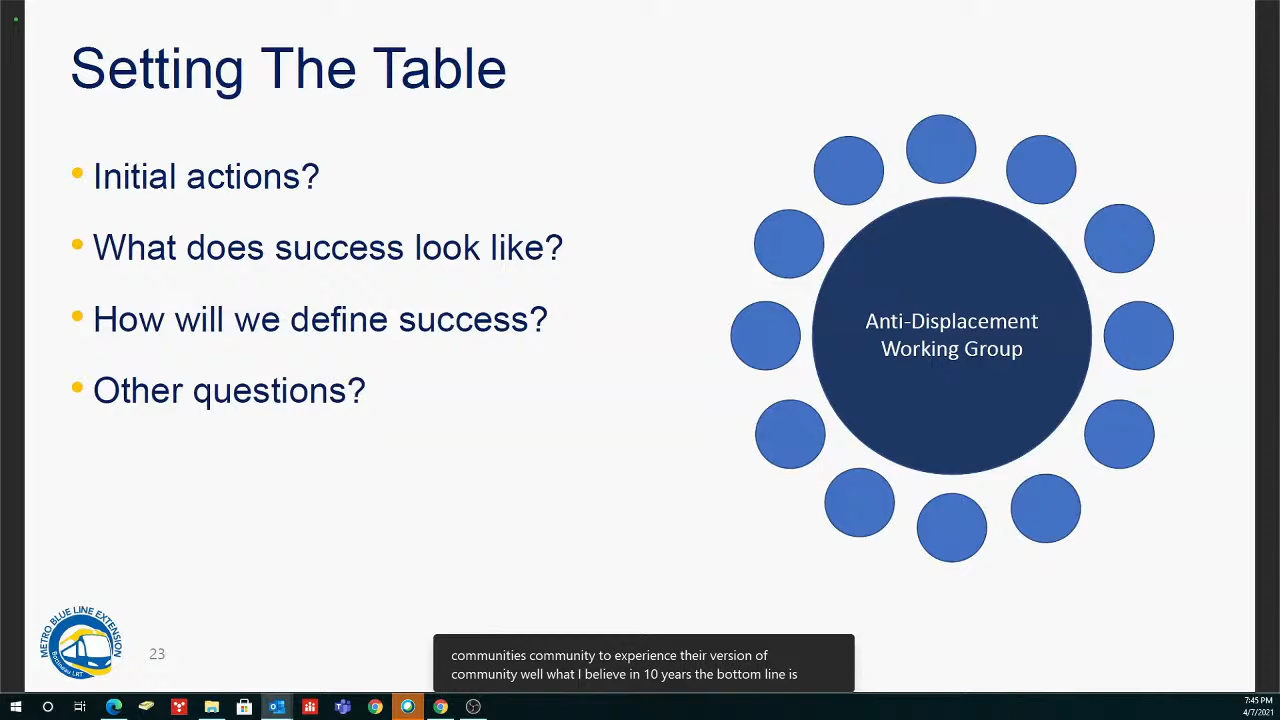 Setting The Table
• Initial actions?
• What does success look like?
• How will we define success?
• Other questions?
Anti-Displacement
Working Group
METRO BLUE LINE EXTENSION
Bottineau LRT
23
communities community to experience their version of
community well what I believe in 10 years the bottom line is
7:45 PM
4/7/2021